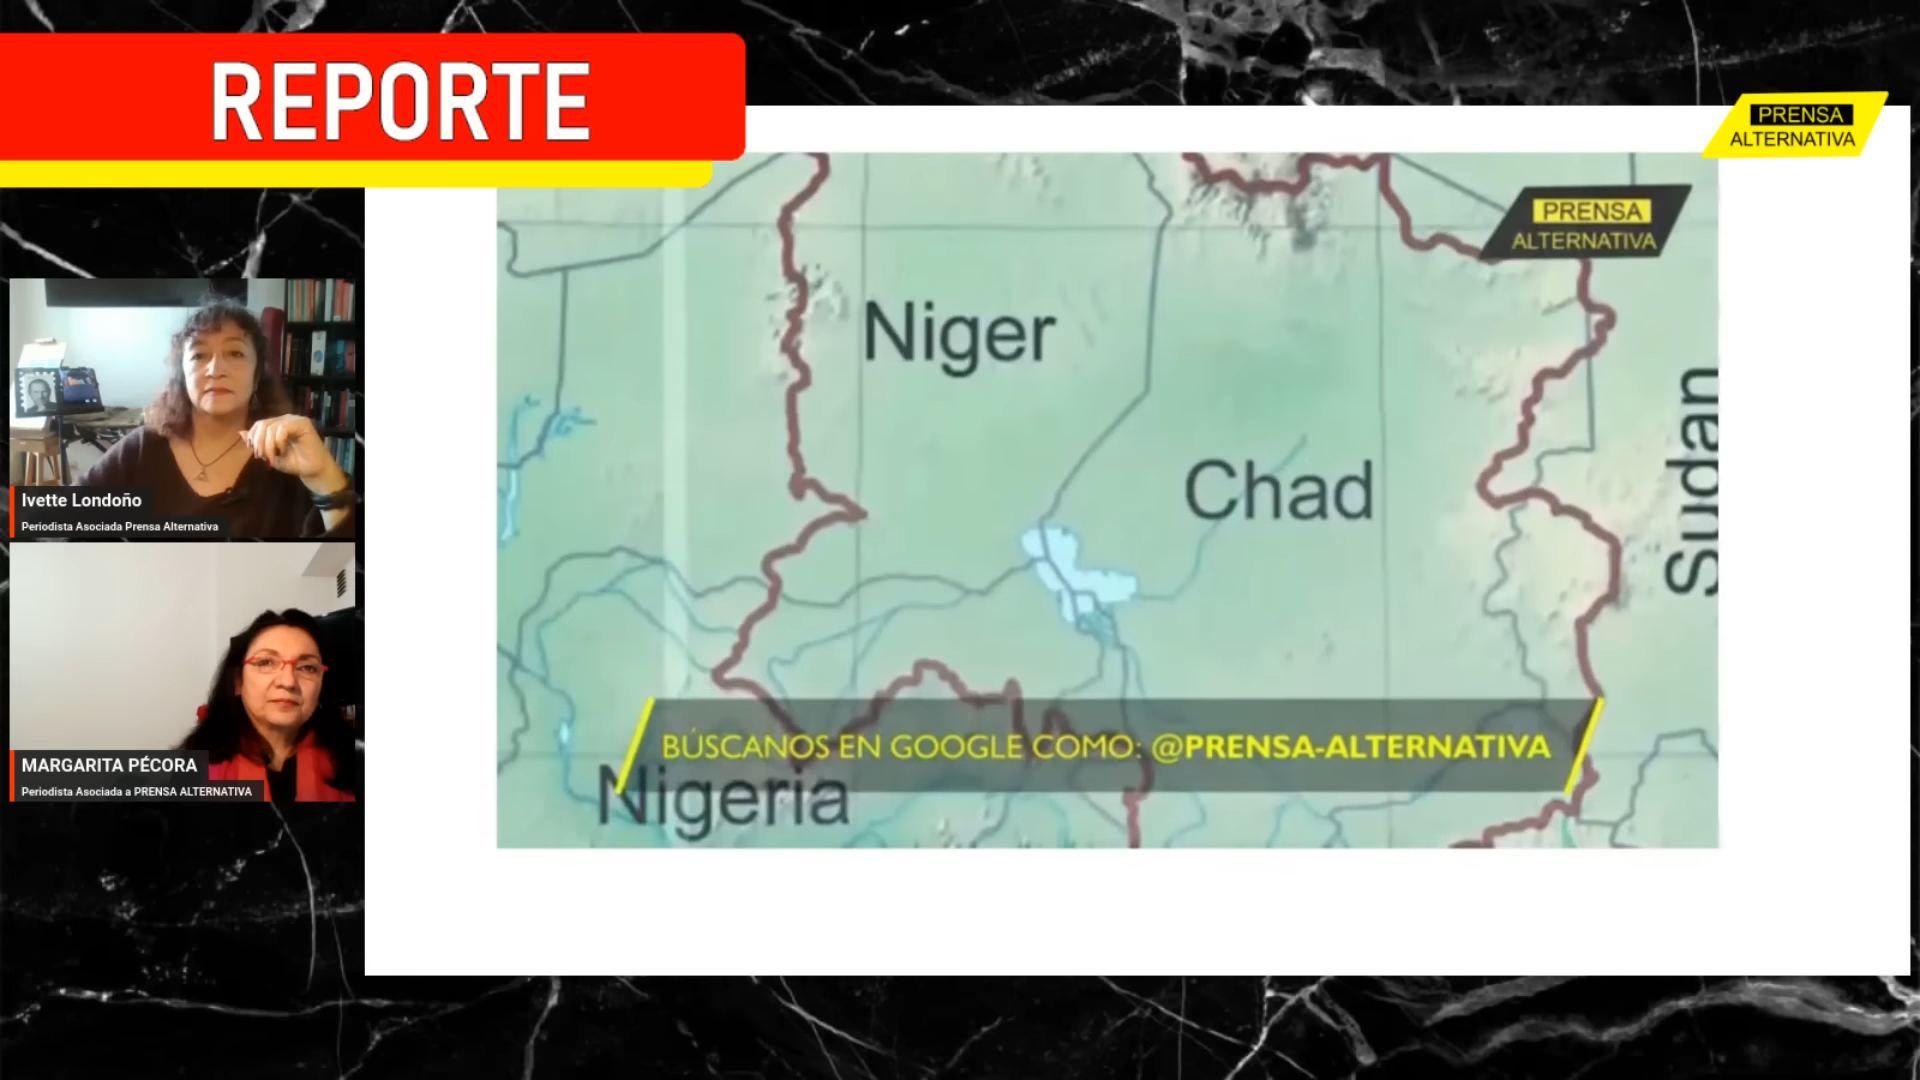 REPORTE
PRENSA
ALTERNATIVA
PRENSA
ALTERNATIVA
Niger
Chad
Sudan
Ivette Londoño
Periodista Asociada Prensa Alternativa
BÚSCANOS EN GOOGLE COMO: @PRENSA-ALTERNATIVA
Nigeria
MARGARITA PÉCORA
Periodista Asociada a PRENSA ALTERNATIVA